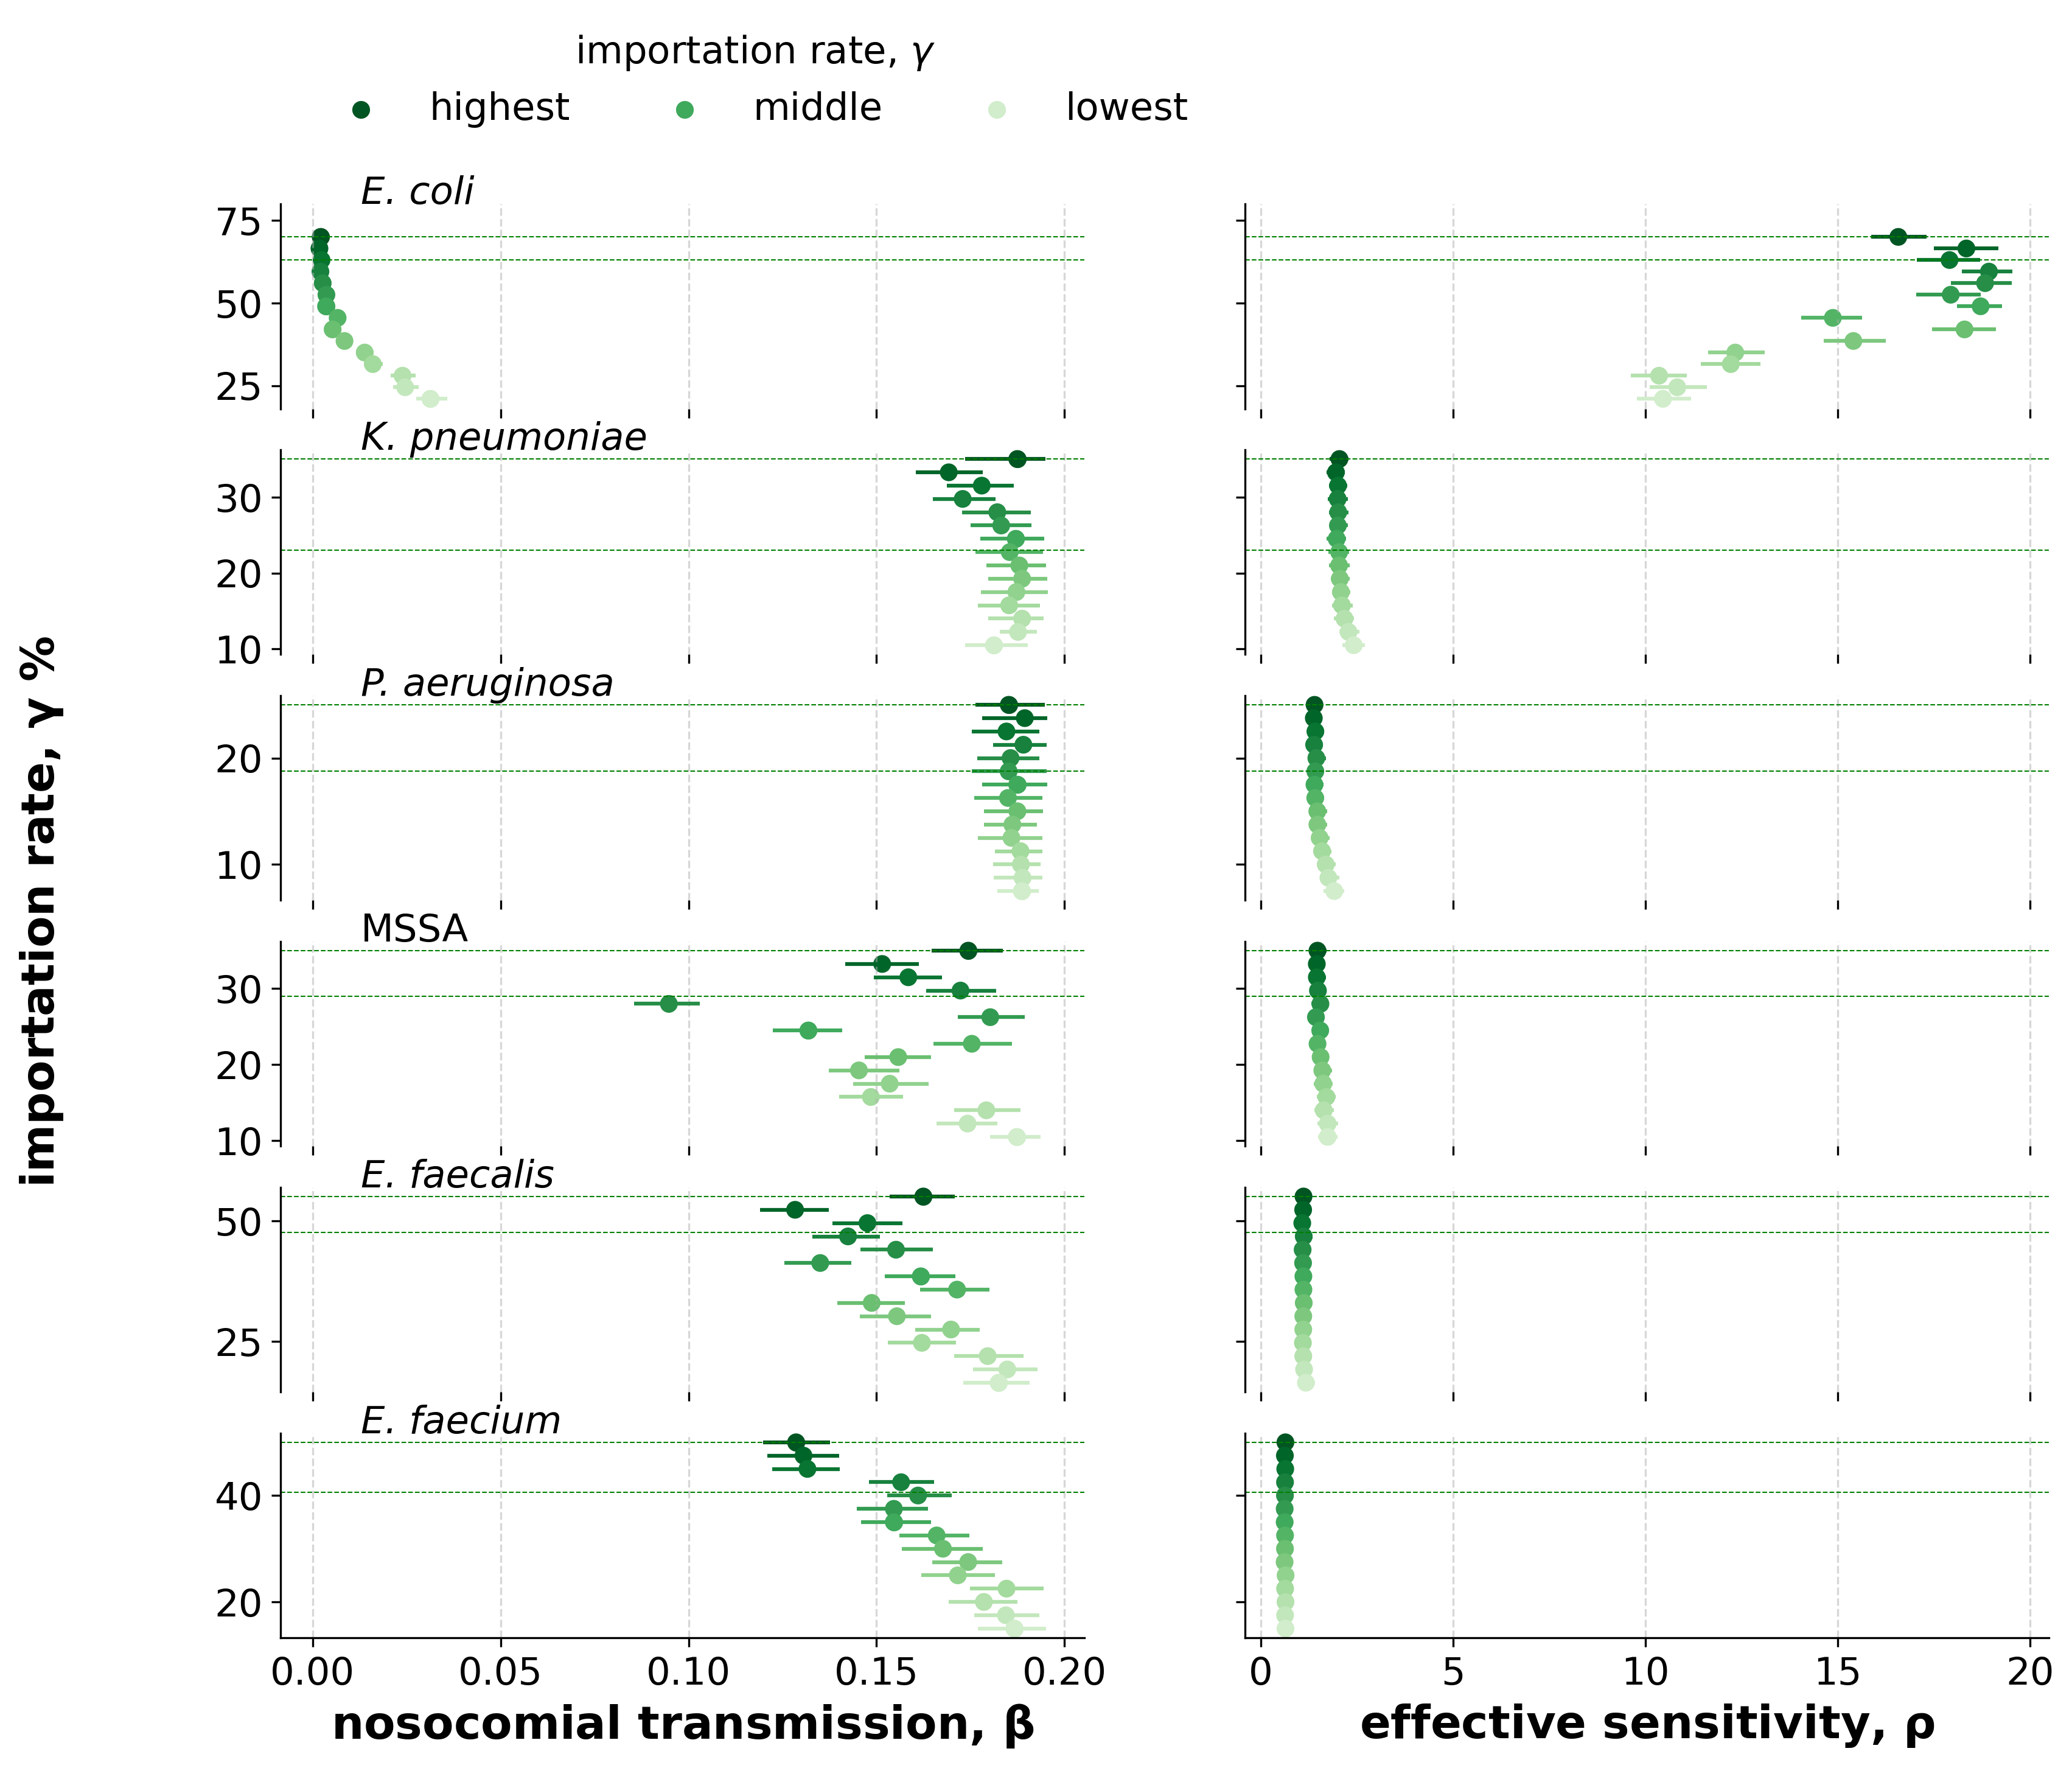 importation rate, γ
highest middle lowest
E. coli
75
50
25
K. pneumoniae
30
20
10
P. aeruginosa
20
10
MSSA
30
20
10
E. faecalis
50
25
E. faecium
40
20
importation rate, γ %
0.00 0.05 0.10 0.15 0.20
0 5 10 15 20
nosocomial transmission, β
effective sensitivity, ρ